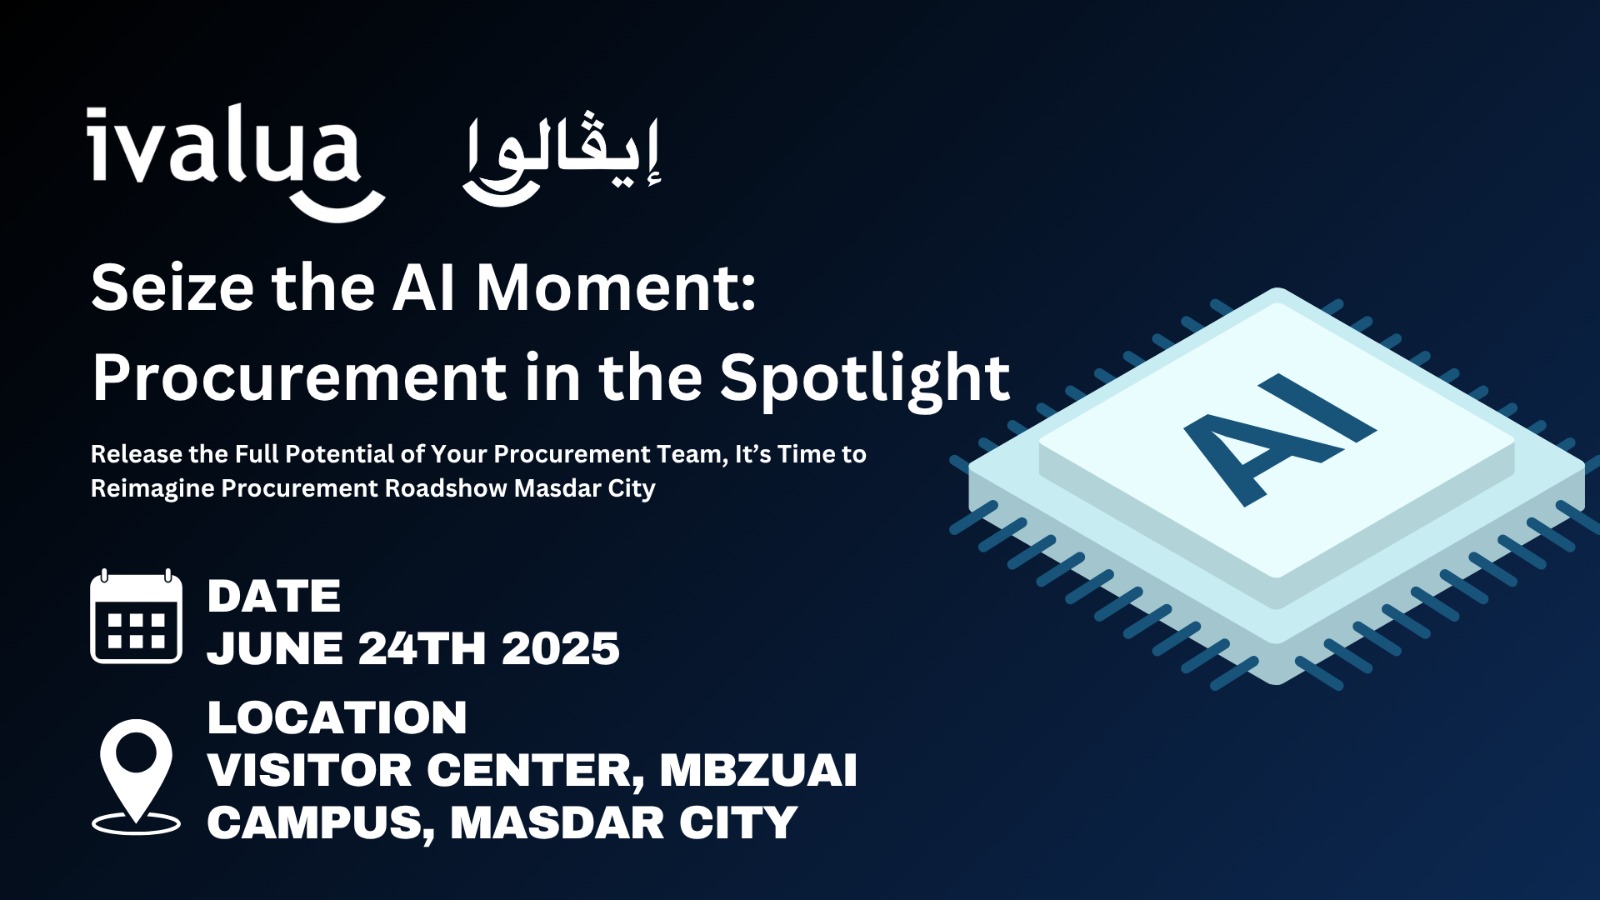 ivalua
إيڤالوا
Seize the AI Moment:
Procurement in the Spotlight
Release the Full Potential of Your Procurement Team, It’s Time to
Reimagine Procurement Roadshow Masdar City
DATE
JUNE 24TH 2025
LOCATION
VISITOR CENTER, MBZUAI
CAMPUS, MASDAR CITY
AI